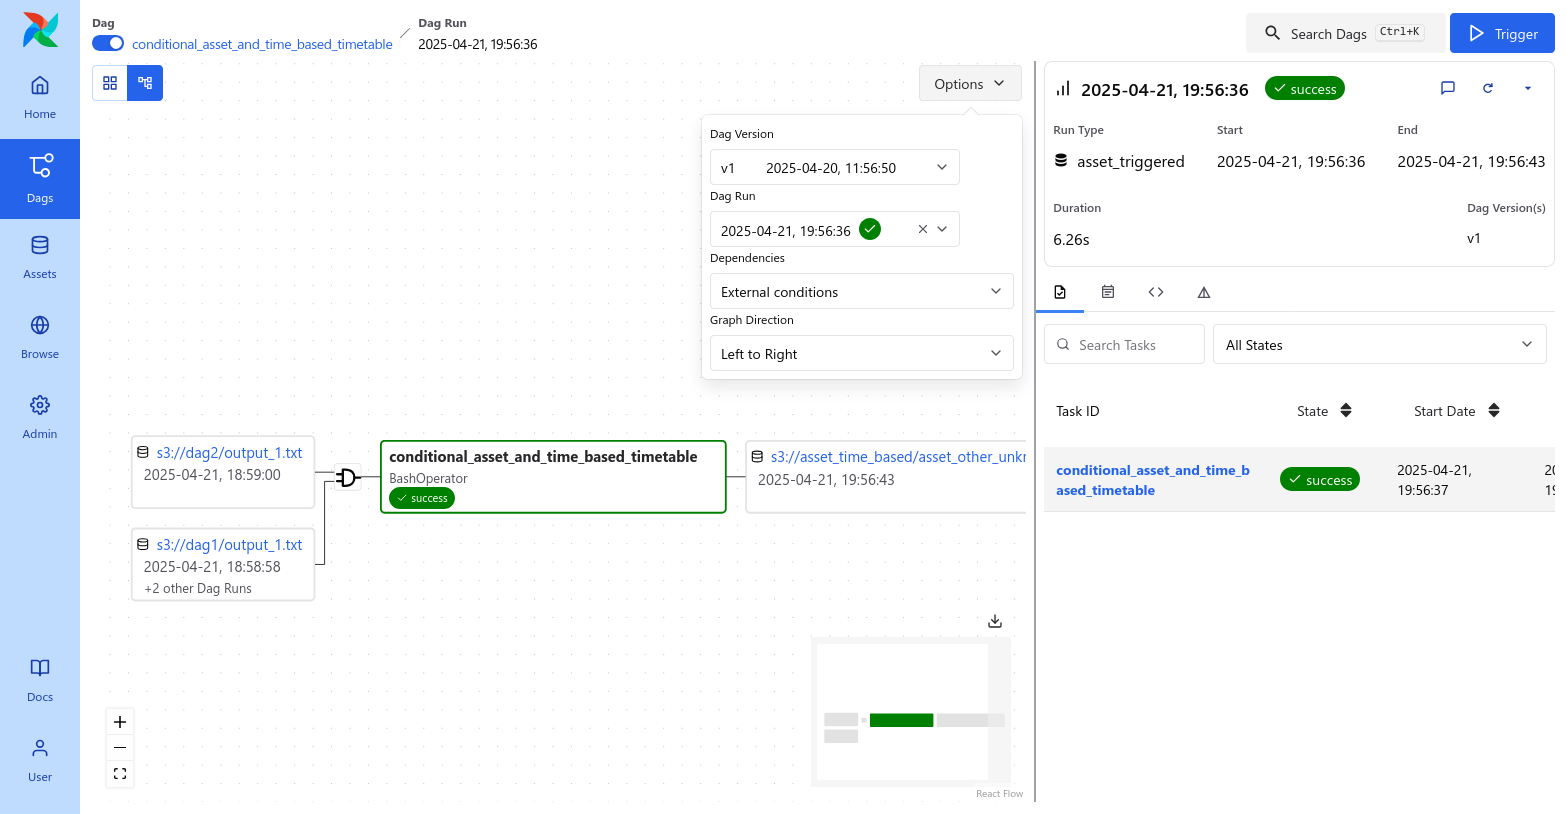 Dag
conditional_asset_and_time_based_timetable
Dag Run
2025-04-21, 19:56:36
Search Dags
Ctrl+K
Trigger
Home
Dags
Assets
Browse
Admin
Docs
User
Options
Dag Version
v1 2025-04-20, 11:56:50
Dag Run
2025-04-21, 19:56:36
Dependencies
External conditions
Graph Direction
Left to Right
s3://dag2/output_1.txt
2025-04-21, 18:59:00
s3://dag1/output_1.txt
2025-04-21, 18:58:58
+2 other Dag Runs
conditional_asset_and_time_based_timetable
BashOperator
success
s3://asset_time_based/asset_other_unkr
2025-04-21, 19:56:43
React Flow
2025-04-21, 19:56:36
success
Run Type
asset_triggered
Start
2025-04-21, 19:56:36
End
2025-04-21, 19:56:43
Duration
6.26s
Dag Version(s)
v1
Search Tasks
All States
Task ID
State
Start Date
conditional_asset_and_time_b
ased_timetable
success
2025-04-21,
19:56:37